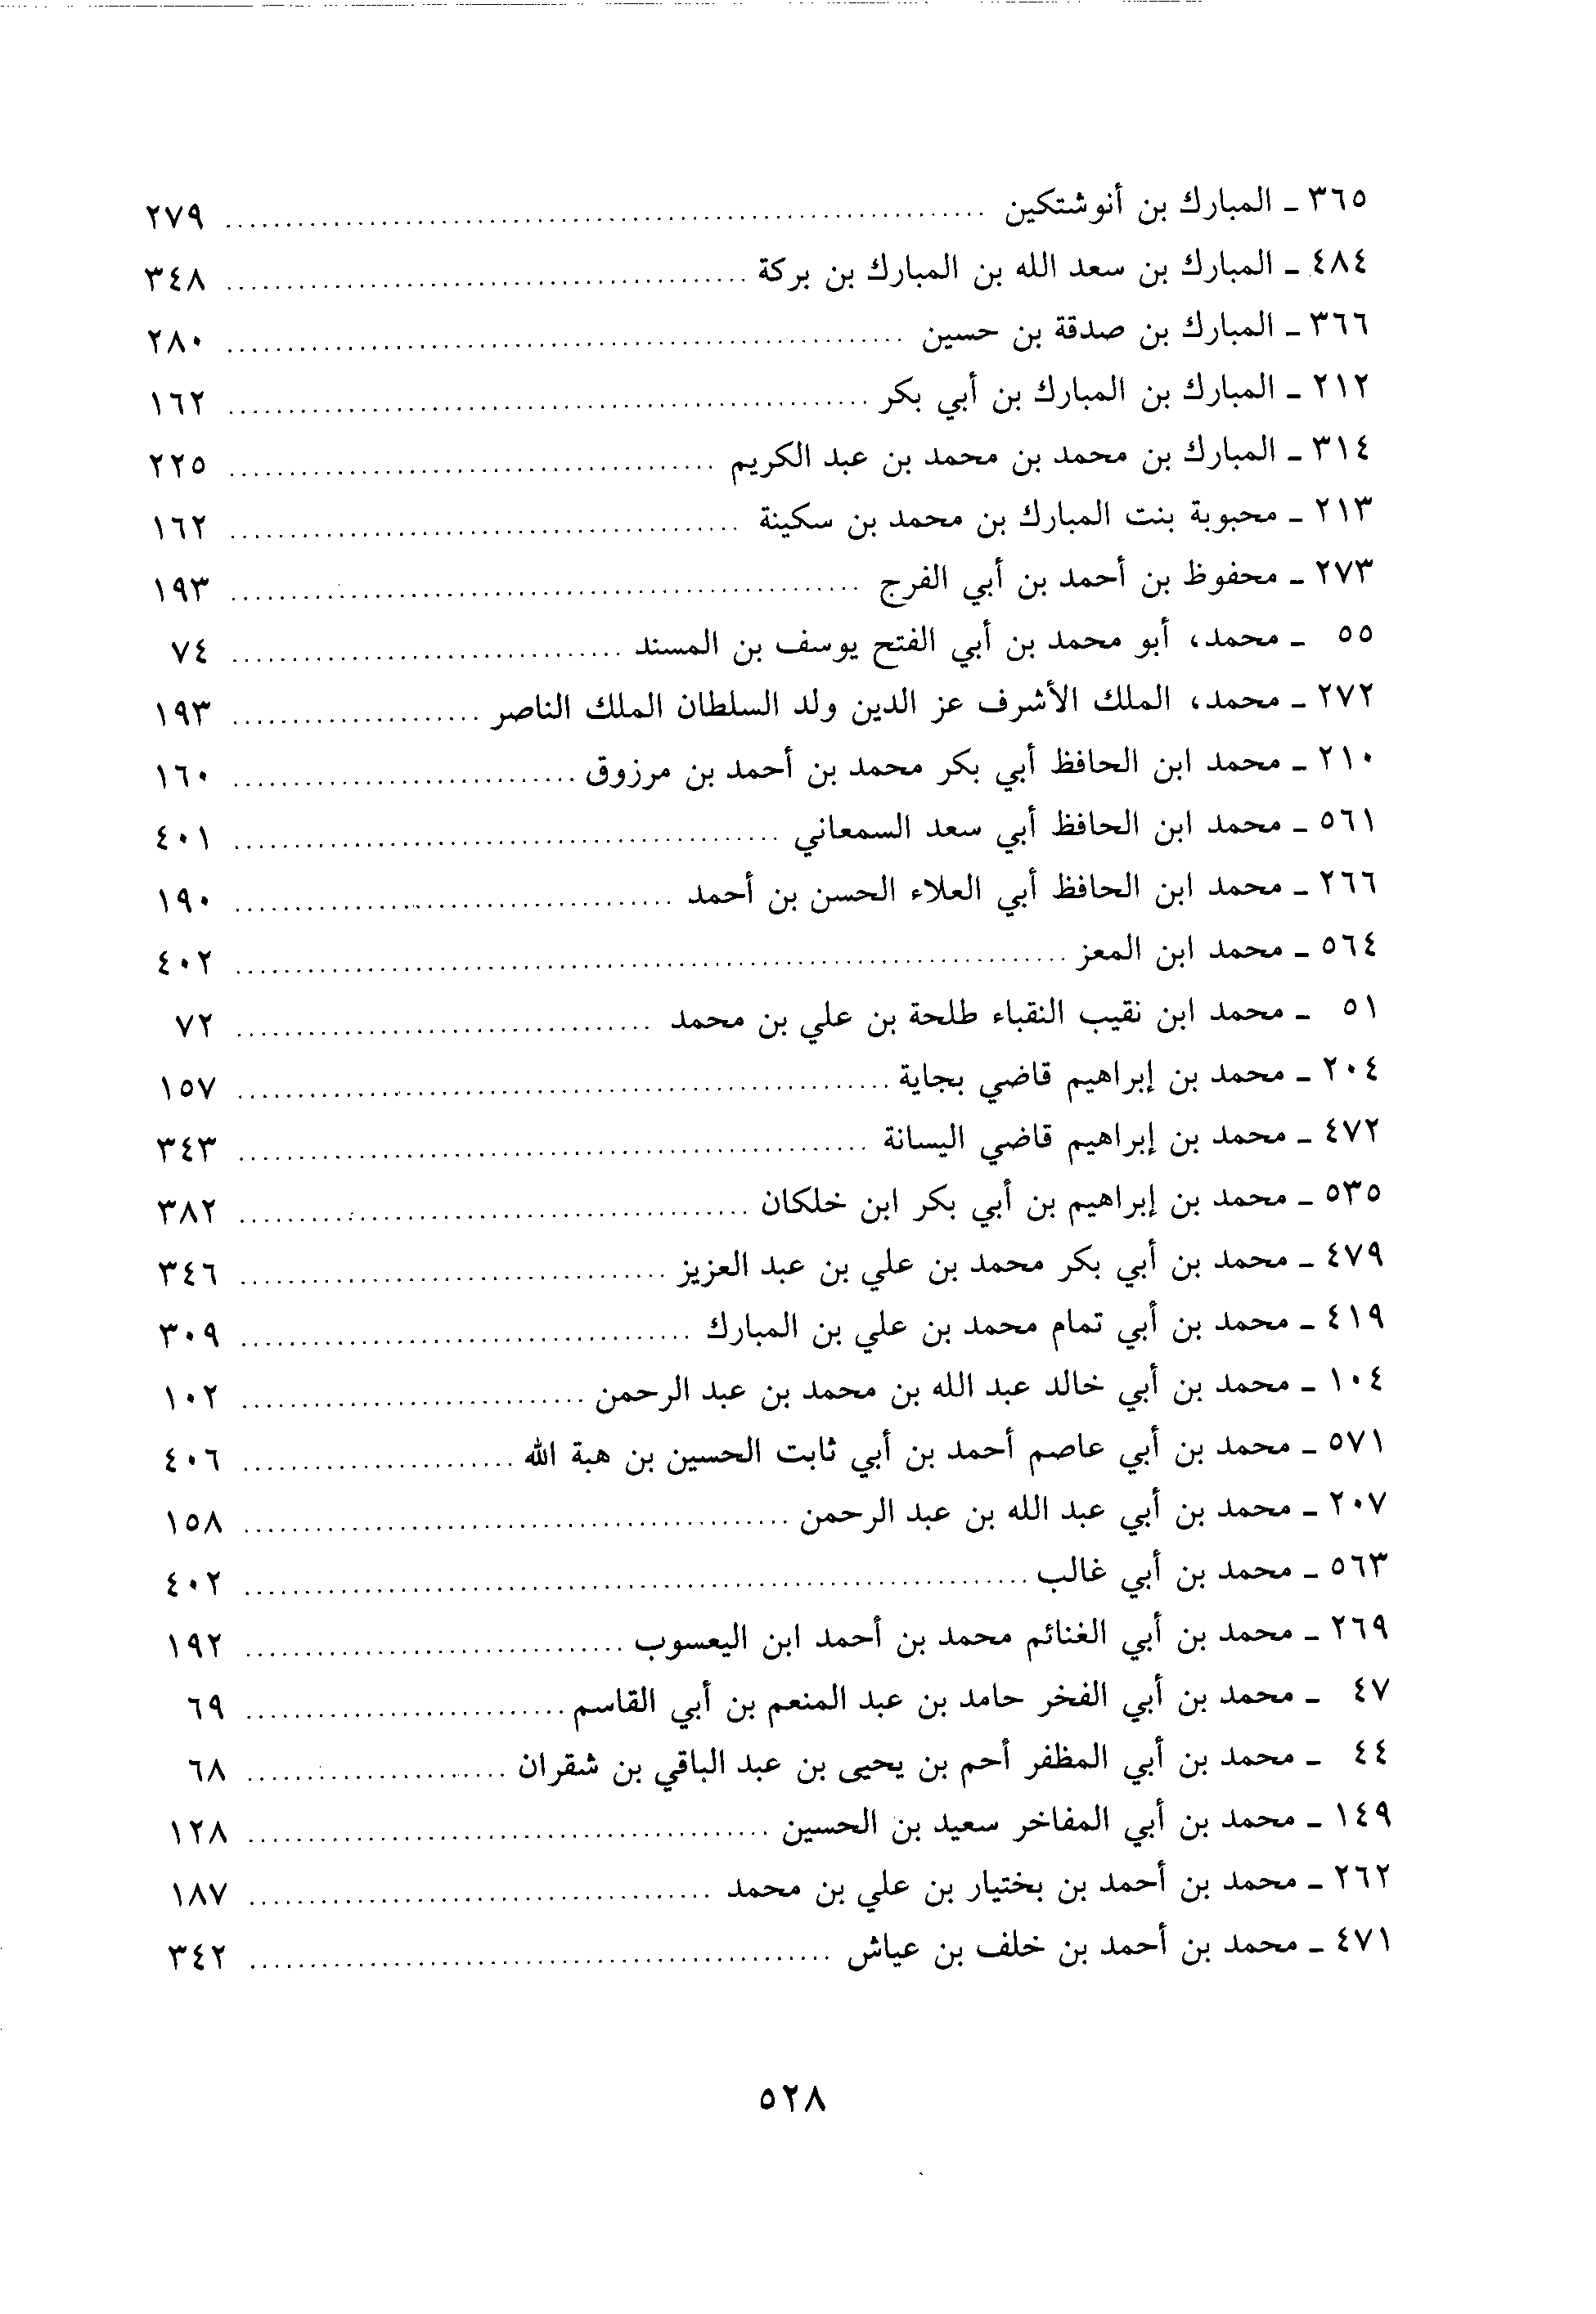 ٣٦٥ ـ المبارك بن أنوشتكين ........ ٢٧٩
٤٨٤ ـ المبارك بن سعد الله بن المبارك بن بركة ........ ٣٤٨
٣٦٦ ـ المبارك بن صدقة بن حسين ........ ٢٨٠
٢١٢ ـ المبارك بن المبارك بن أبي بكر ........ ١٦٢
٣١٤ ـ المبارك بن محمد بن محمد بن عبد الكريم ........ ٢٢٥
٢١٣ ـ محبوبة بنت المبارك بن محمد بن سكينة ........ ١٦٢
٢٧٣ ـ محفوظ بن أحمد بن أبي الفرج ........ ١٩٣
٥٥ ـ محمد، أبو محمد بن أبي الفتح يوسف بن المسند ........ ٧٤
٢٧٢ ـ محمد، الملك الأشرف عز الدين ولد السلطان الملك الناصر ........ ١٩٣
٢١٠ ـ محمد ابن الحافظ أبي بكر محمد بن أحمد بن مرزوق ........ ١٦٠
٥٦١ ـ محمد ابن الحافظ أبي سعد السمعاني ........ ٤٠١
٢٦٦ ـ محمد ابن الحافظ أبي العلاء الحسن بن أحمد ........ ١٩٠
٥٦٤ ـ محمد ابن المعز ........ ٤٠٢
٥١ ـ محمد ابن نقيب النقباء طلحة بن علي بن محمد ........ ٧٢
٢٠٤ ـ محمد بن إبراهيم قاضي بجاية ........ ١٥٧
٤٧٢ ـ محمد بن إبراهيم قاضي اليسانة ........ ٣٤٣
٥٣٥ ـ محمد بن إبراهيم بن أبي بكر ابن خلكان ........ ٣٨٢
٤٧٩ ـ محمد بن أبي بكر محمد بن علي بن عبد العزيز ........ ٣٤٦
٤١٩ ـ محمد بن أبي تمام محمد بن علي بن المبارك ........ ٣٠٩
١٠٤ ـ محمد بن أبي خالد عبد الله بن محمد بن عبد الرحمن ........ ١٠٢
٥٧١ ـ محمد بن أبي عاصم أحمد بن أبي ثابت الحسين بن هبة الله ........ ٤٠٦
٢٠٧ ـ محمد بن أبي عبد الله بن عبد الرحمن ........ ١٥٨
٥٦٣ ـ محمد بن أبي غالب ........ ٤٠٢
٢٦٩ ـ محمد بن أبي الغنائم محمد بن أحمد ابن اليعسوب ........ ١٩٢
٤٧ ـ محمد بن أبي الفخر حامد بن عبد المنعم بن أبي القاسم ........ ٦٩
٤٤ ـ محمد بن أبي المظفر أحم بن يحيى بن عبد الباقي بن شقران ........ ٦٨
١٤٩ ـ محمد بن أبي المفاخر سعيد بن الحسين ........ ١٢٨
٢٦٢ ـ محمد بن أحمد بن بختيار بن علي بن محمد ........ ١٨٧
٤٧١ ـ محمد بن أحمد بن خلف بن عياش ........ ٣٤٢
٥٢٨